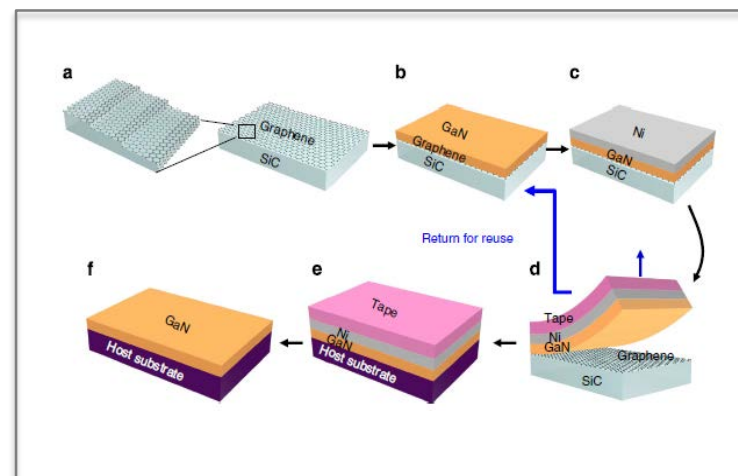 a
Graphene
SiC
b
GaN
Graphene
SiC
c
Ni
GaN
SiC
Return for reuse
d
Tape
Ni
GaN
Graphene
SiC
e
Tape
Ni
GaN
Host substrate
f
GaN
Host substrate